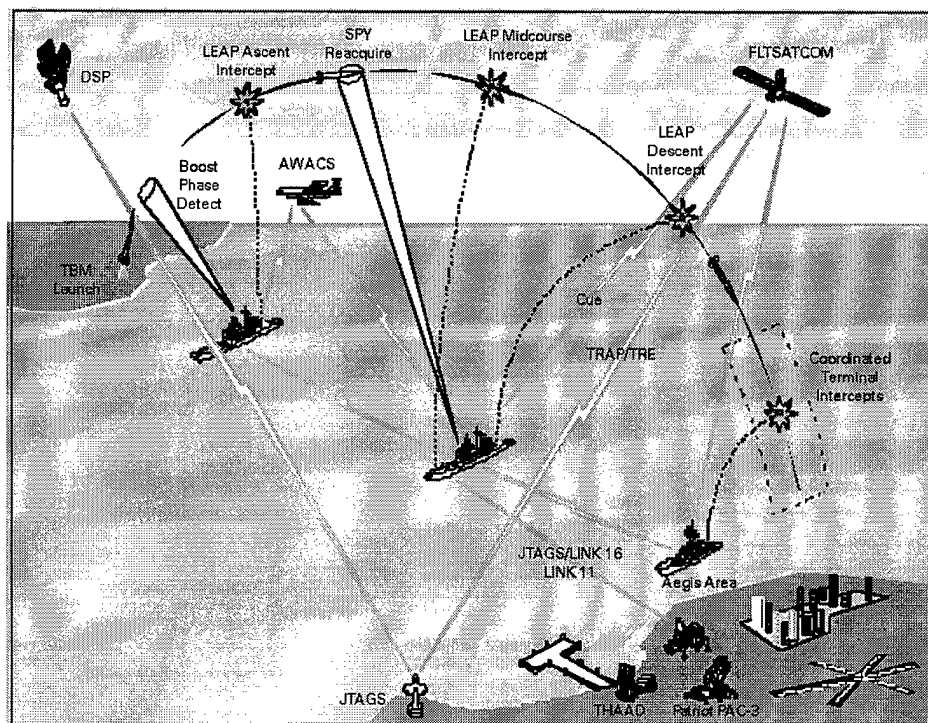 DSP
LEAP Ascent
Intercept
SPY
Reacquire
LEAP Midcourse
Intercept
FLTSATCOM
Boost
Phase
Detect
AWACS
LEAP
Descent
Intercept
TBM
Launch
Cue
TRAP/TRE
Coordinated
Terminal
Intercepts
JTAGS/LINK 16
LINK 11
Aegis Area
JTAGS
THAAD
Patriot PAC-3